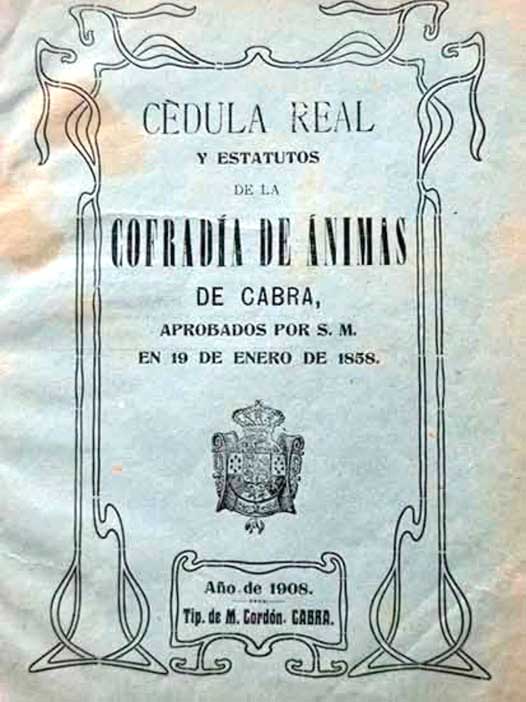 CÈDULA REAL
Y ESTATUTOS
DE LA
COFRADÍA DE ÁNIMAS
DE CABRA,
APROBADOS POR S. M.
EN 19 DE ENERO DE 1858.
Año de 1908.
Tip. de M. Cordón. CABRA.